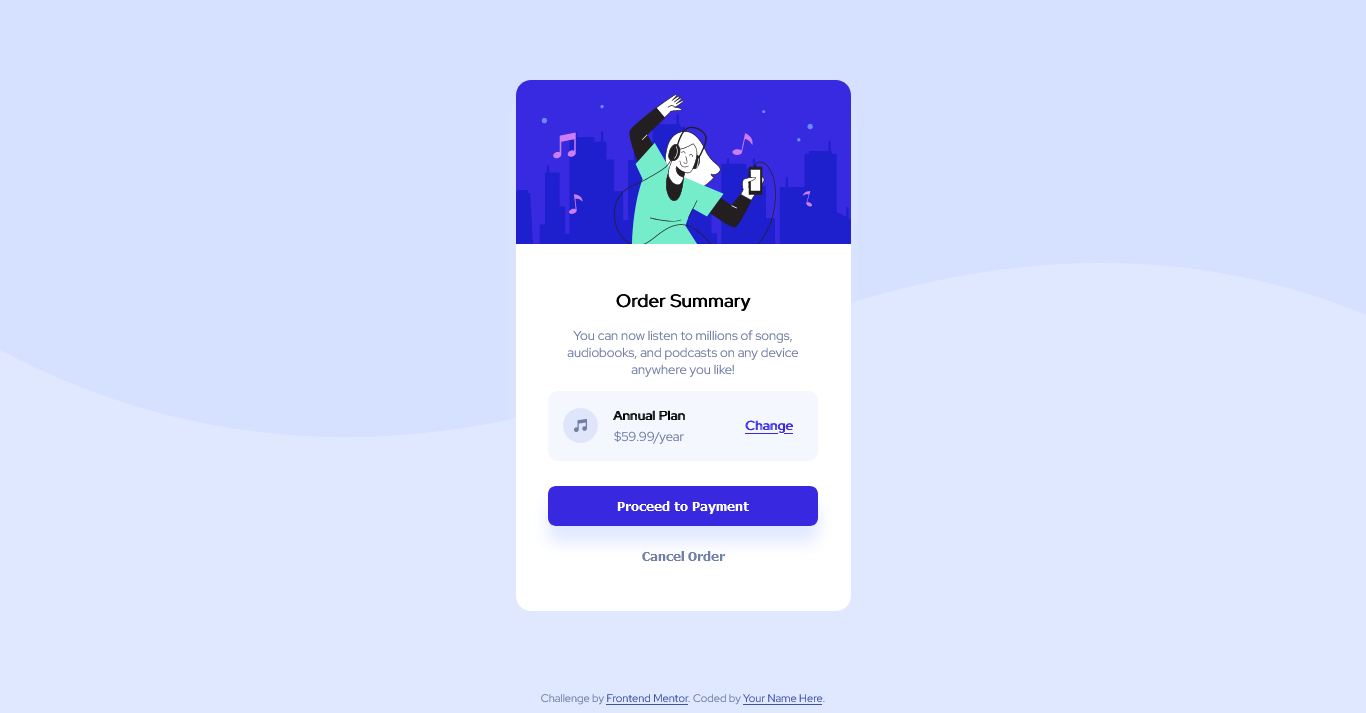 Order Summary
You can now listen to millions of songs,
audiobooks, and podcasts on any device
anywhere you like!
Annual Plan
$59.99/year
Change
Proceed to Payment
Cancel Order
Challenge by Frontend Mentor. Coded by Your Name Here.